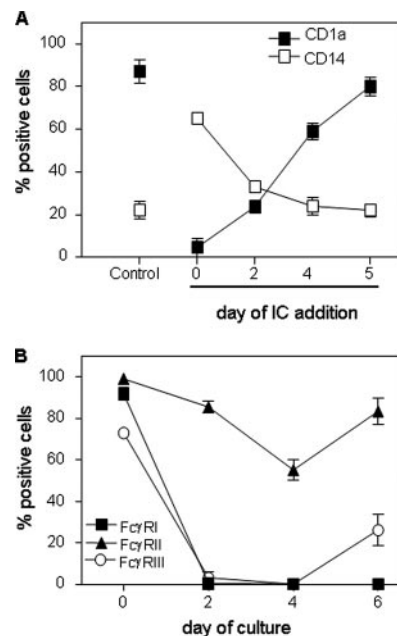 A
CD1a
CD14
% positive cells
100
80
60
40
20
0
Control
0 2 4 5
day of IC addition
B
% positive cells
100
80
60
40
20
0
FcγRI
FcγRII
FcγRIII
0 2 4 6
day of culture